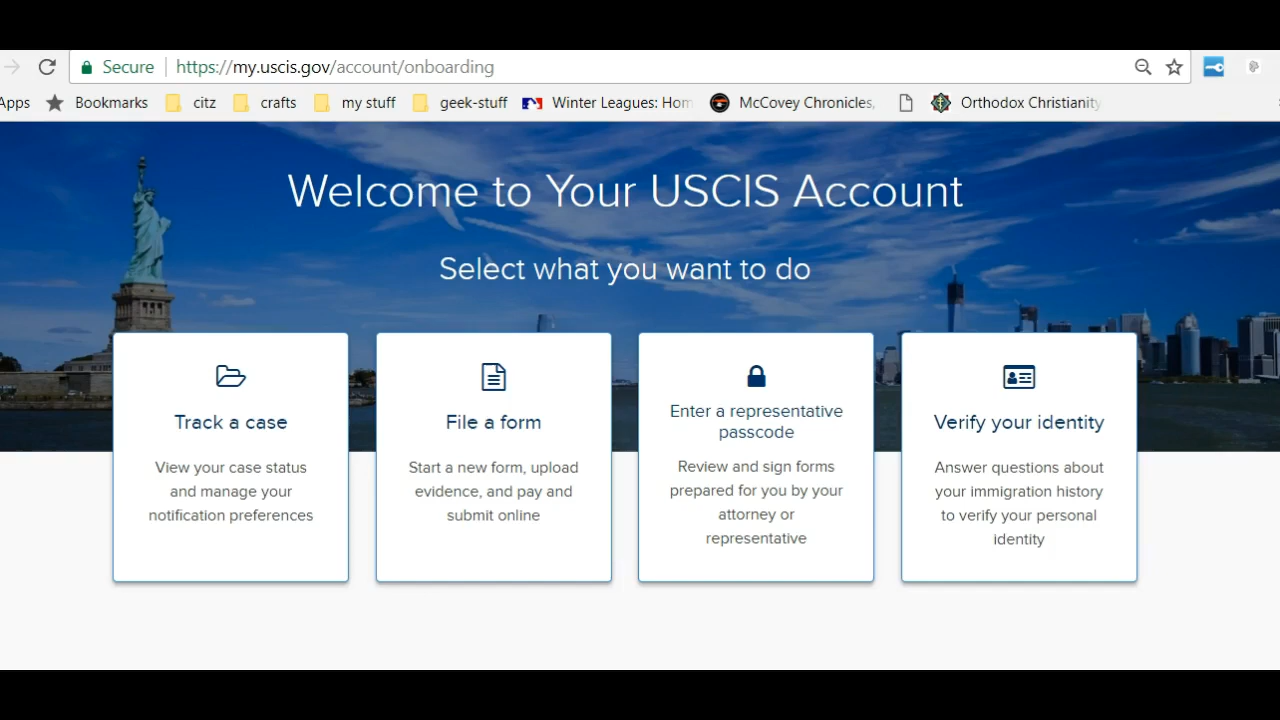 Secure https://my.uscis.gov/account/onboarding
Apps Bookmarks citz crafts my stuff geek-stuff Winter Leagues: Hom McCovey Chronicles, Orthodox Christianity
Welcome to Your USCIS Account
Select what you want to do
Track a case
View your case status
and manage your
notification preferences
File a form
Start a new form, upload
evidence, and pay and
submit online
Enter a representative
passcode
Review and sign forms
prepared for you by your
attorney or
representative
Verify your identity
Answer questions about
your immigration history
to verify your personal
identity